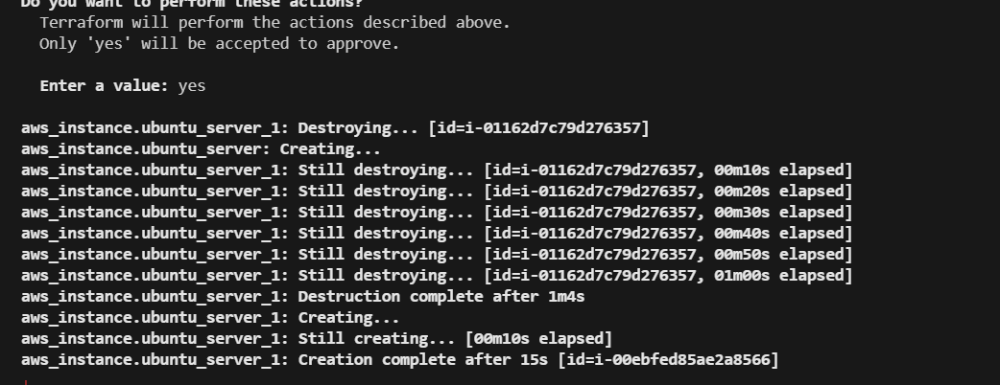 Do you want to perform these actions?
Terraform will perform the actions described above.
Only 'yes' will be accepted to approve.
Enter a value: yes
aws_instance.ubuntu_server_1: Destroying... [id=i-01162d7c79d276357]
aws_instance.ubuntu_server: Creating...
aws_instance.ubuntu_server_1: Still destroying... [id=i-01162d7c79d276357, 00m10s elapsed]
aws_instance.ubuntu_server_1: Still destroying... [id=i-01162d7c79d276357, 00m20s elapsed]
aws_instance.ubuntu_server_1: Still destroying... [id=i-01162d7c79d276357, 00m30s elapsed]
aws_instance.ubuntu_server_1: Still destroying... [id=i-01162d7c79d276357, 00m40s elapsed]
aws_instance.ubuntu_server_1: Still destroying... [id=i-01162d7c79d276357, 00m50s elapsed]
aws_instance.ubuntu_server_1: Still destroying... [id=i-01162d7c79d276357, 01m00s elapsed]
aws_instance.ubuntu_server_1: Destruction complete after 1m4s
aws_instance.ubuntu_server_1: Creating...
aws_instance.ubuntu_server_1: Still creating... [00m10s elapsed]
aws_instance.ubuntu_server_1: Creation complete after 15s [id=i-00ebfed85ae2a8566]